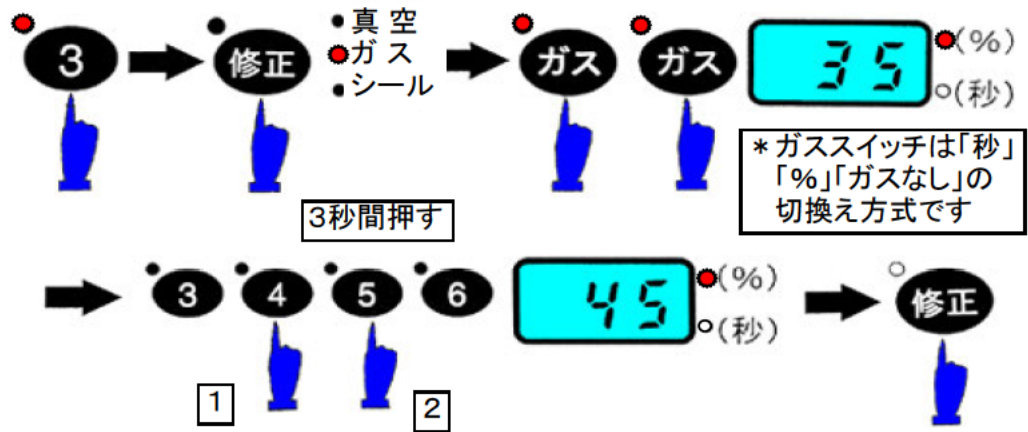 3
修正
真空
ガス
シール
ガス
ガス
35
(%)
(秒)
3秒間押す
*ガススイッチは「秒」
「%」「ガスなし」の
切換え方式です
3
4
5
6
45
(%)
(秒)
修正
1
2